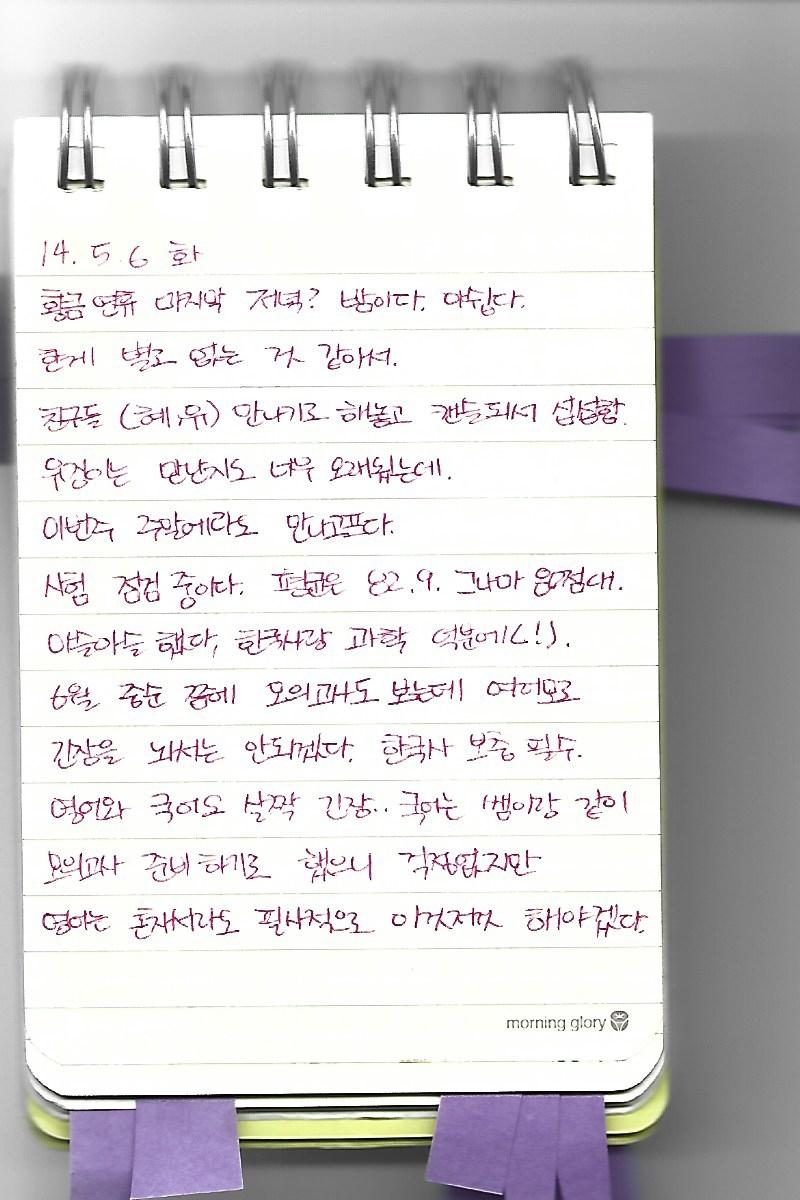 14. 5. 6 화
황금연휴 마지막 저녁? 밤이다. 아쉽다.
한게 별로 없는 것 같아서.
친구들 (혜,우) 만나기로 해놓고 캔슬되서 섭섭함.
우정이는 만난지도 너무 오래됬는데.
이번주 주말에라도 만나고프다.
시험 점검 중이다. 평균은 82.9. 그나마 80점대.
아슬아슬 했다, 한국사랑 과학 덕분에(!).
6월 중순 쯤에 모의고사도 보는데 여러모로
긴장을 놔서는 안되겠다. 한국사 보충 필수.
영어와 국어도 살짝 긴장.. 국어는 쌤이랑 같이
모의고사 준비하기로 했으니 걱정없지만
영어는 혼자서라도 필사적으로 이것저것 해야겠다.
morning glory